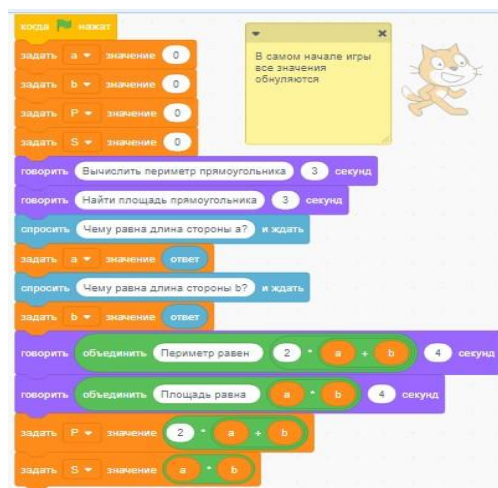 когда нажат
задать a значение 0
задать b значение 0
задать P значение 0
задать S значение 0
В самом начале игры
все значения
обнуляются
говорить Вычислить периметр прямоугольника 3 секунд
говорить Найти площадь прямоугольника 3 секунд
спросить Чему равна длина стороны a? и ждать
задать a значение ответ
спросить Чему равна длина стороны b? и ждать
задать b значение ответ
говорить объединить Периметр равен 2 * a + b 4 секунд
говорить объединить Площадь равна a * b 4 секунд
задать P значение 2 * a + b
задать S значение a * b